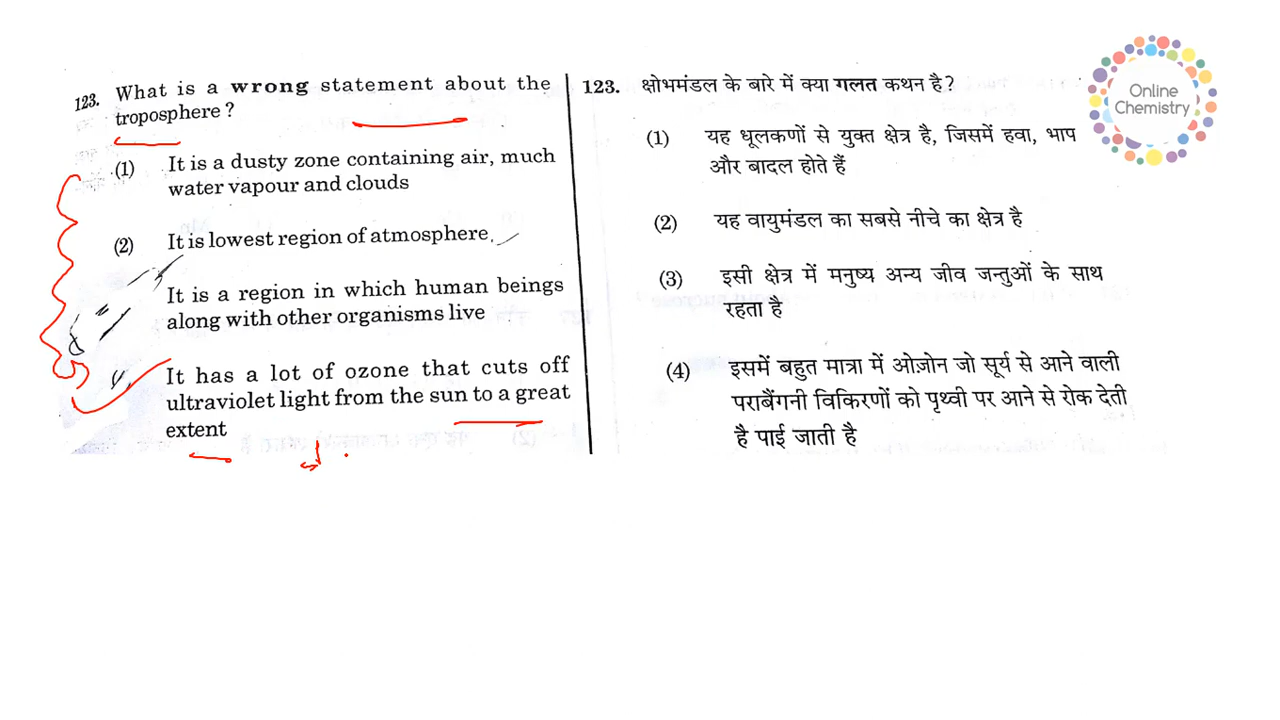 123. What is a wrong statement about the
troposphere ?
(1) It is a dusty zone containing air, much
water vapour and clouds
(2) It is lowest region of atmosphere.
It is a region in which human beings
along with other organisms live
It has a lot of ozone that cuts off
ultraviolet light from the sun to a great
extent
123. क्षोभमंडल के बारे में क्या गलत कथन है ?
(1) यह धूलकणों से युक्त क्षेत्र है, जिसमें हवा, भाप
और बादल होते हैं
(2) यह वायुमंडल का सबसे नीचे का क्षेत्र है
(3) इसी क्षेत्र में मनुष्य अन्य जीव जन्तुओं के साथ
रहता है
(4) इसमें बहुत मात्रा में ओज़ोन जो सूर्य से आने वाली
पराबैंगनी विकिरणों को पृथ्वी पर आने से रोक देती
है पाई जाती है
Online
Chemistry